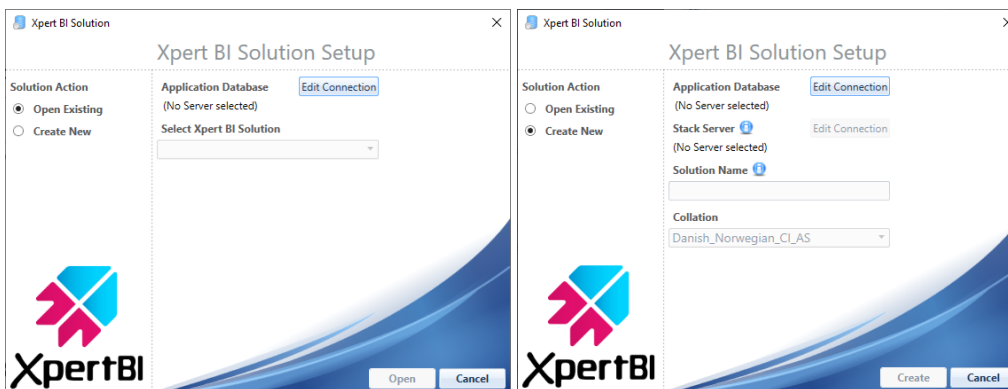 Xpert BI Solution
Xpert BI Solution Setup
Solution Action
Open Existing
Create New
Application Database
Edit Connection
(No Server selected)
Select Xpert BI Solution
XpertBI
Open
Cancel
Xpert BI Solution
Xpert BI Solution Setup
Solution Action
Open Existing
Create New
Application Database
Edit Connection
(No Server selected)
Stack Server
Edit Connection
(No Server selected)
Solution Name
Collation
Danish_Norwegian_CI_AS
XpertBI
Create
Cancel